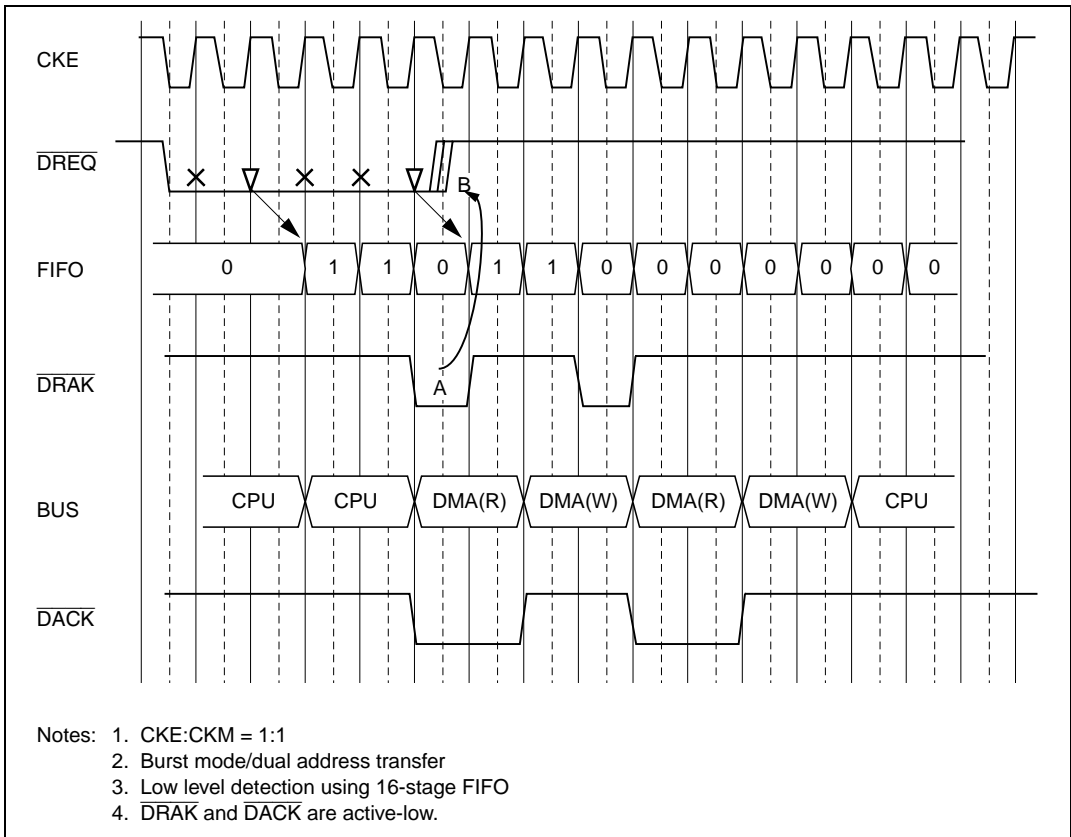 CKE
DREQ
B
FIFO
0 1 1 0 1 1 0 0 0 0 0 0 0
DRAK
A
BUS
CPU CPU DMA(R) DMA(W) DMA(R) DMA(W) CPU
DACK
Notes: 1. CKE:CKM = 1:1
2. Burst mode/dual address transfer
3. Low level detection using 16-stage FIFO
4. DRAK and DACK are active-low.